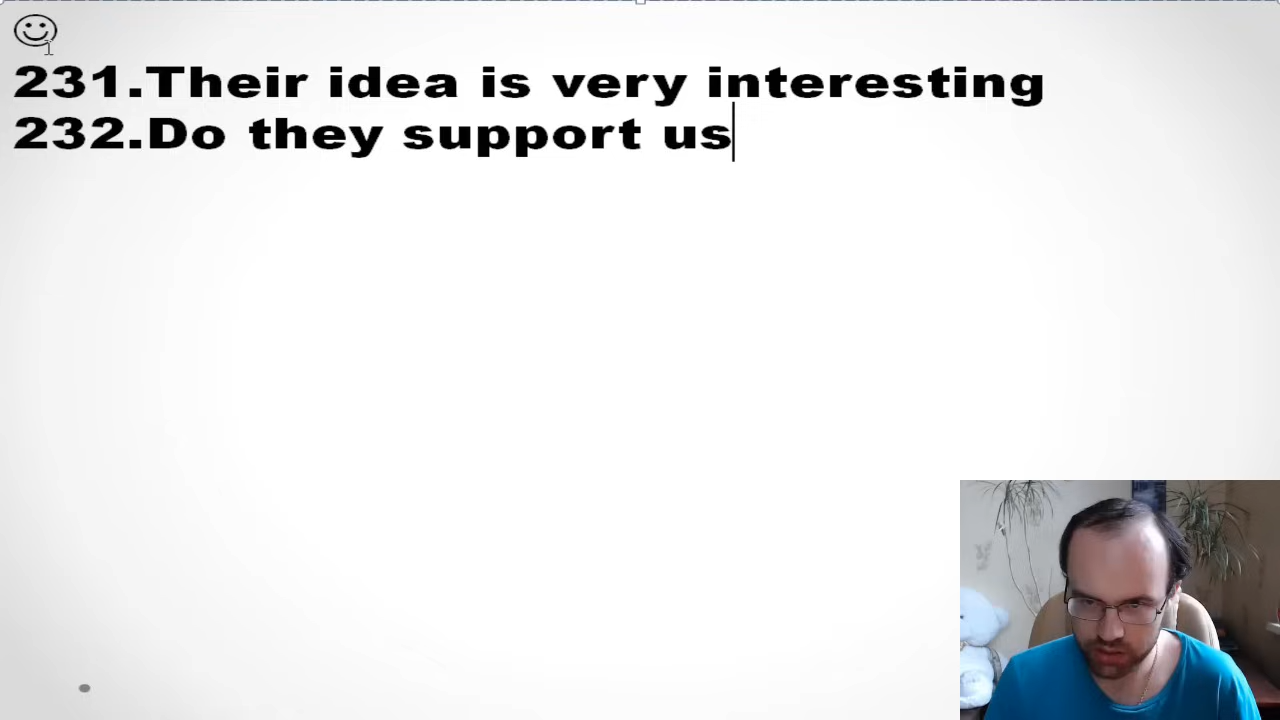 231.Their idea is very interesting
232.Do they support us